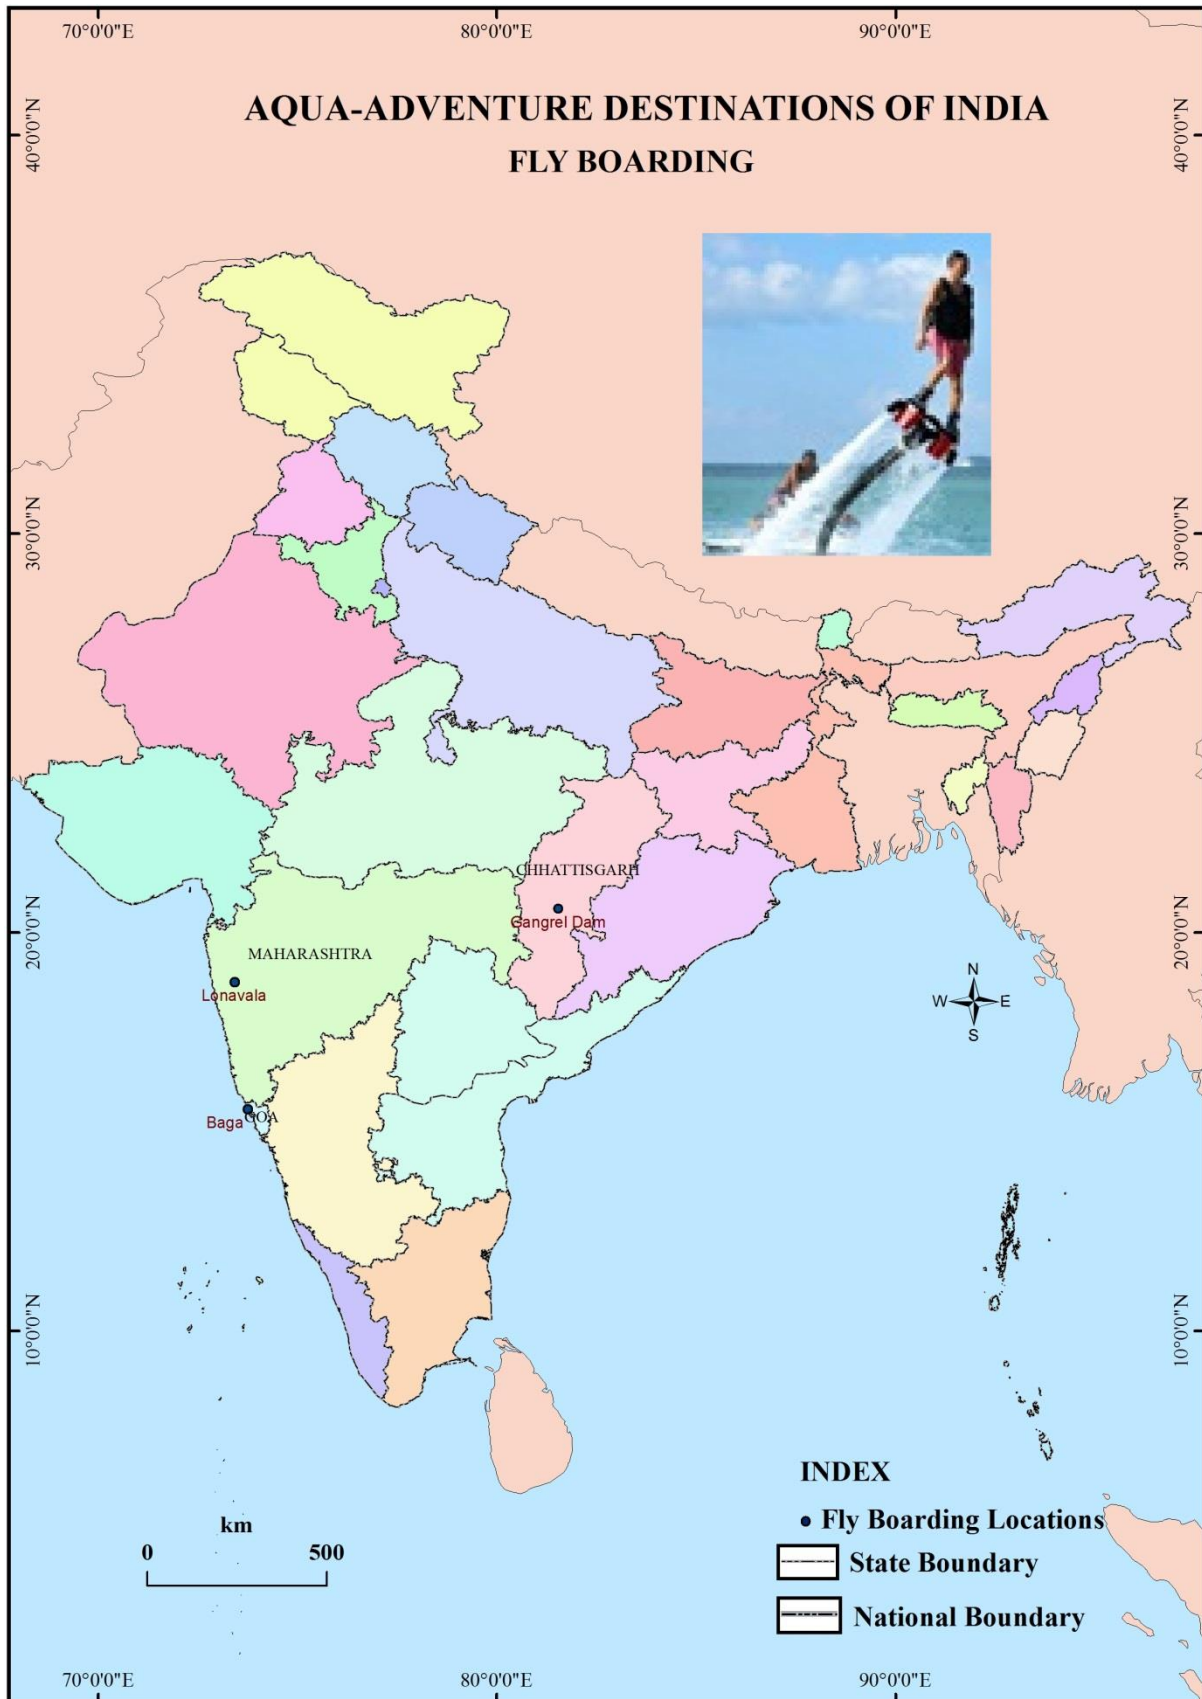 70°0'0"E 80°0'0"E 90°0'0"E
AQUA-ADVENTURE DESTINATIONS OF INDIA
FLY BOARDING
40°0'0"N 40°0'0"N
30°0'0"N 30°0'0"N
CHHATTISGARH
Gangrel Dam
20°0'0"N 20°0'0"N
MAHARASHTRA
Lonavala
N
W E
S
GOA
Baga
10°0'0"N 10°0'0"N
INDEX
Fly Boarding Locations
State Boundary
National Boundary
km
0 500
70°0'0"E 80°0'0"E 90°0'0"E